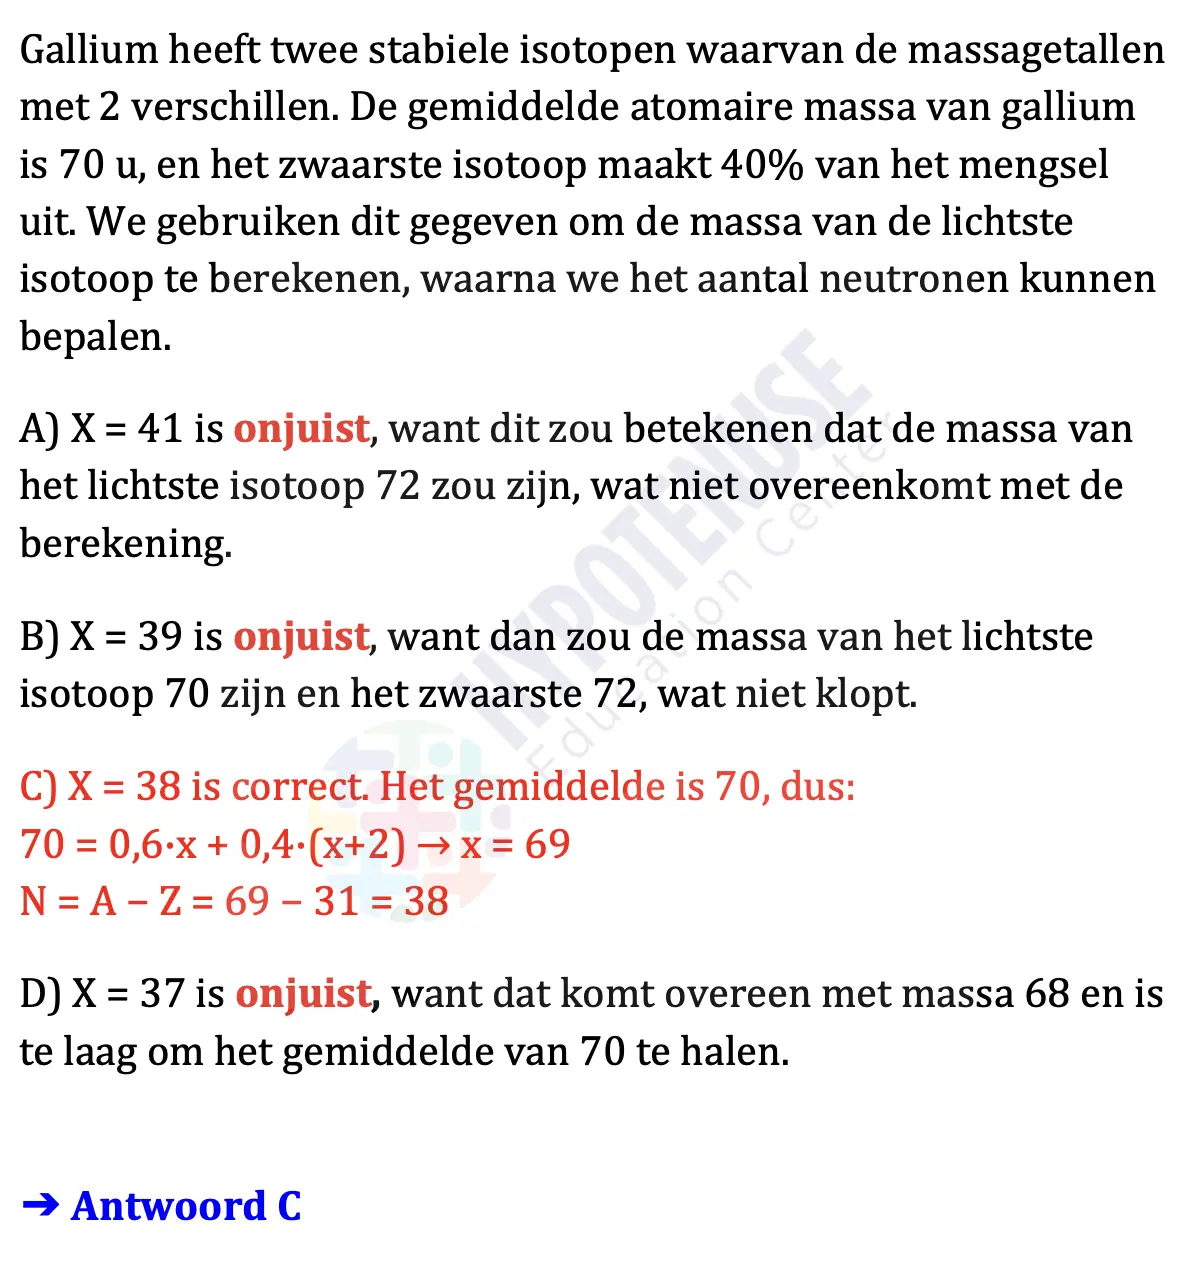 Gallium heeft twee stabiele isotopen waarvan de massagetallen
met 2 verschillen. De gemiddelde atomaire massa van gallium
is 70 u, en het zwaarste isotoop maakt 40% van het mengsel
uit. We gebruiken dit gegeven om de massa van de lichtste
isotoop te berekenen, waarna we het aantal neutronen kunnen
bepalen.
A) X = 41 is onjuist, want dit zou betekenen dat de massa van
het lichtste isotoop 72 zou zijn, wat niet overeenkomt met de
berekening.
B) X = 39 is onjuist, want dan zou de massa van het lichtste
isotoop 70 zijn en het zwaarste 72, wat niet klopt.
C) X = 38 is correct. Het gemiddelde is 70, dus:
70 = 0,6·x + 0,4·(x+2) → x = 69
N = A – Z = 69 – 31 = 38
D) X = 37 is onjuist, want dat komt overeen met massa 68 en is
te laag om het gemiddelde van 70 te halen.
➔ Antwoord C
HYPOTENUSE
Education Center